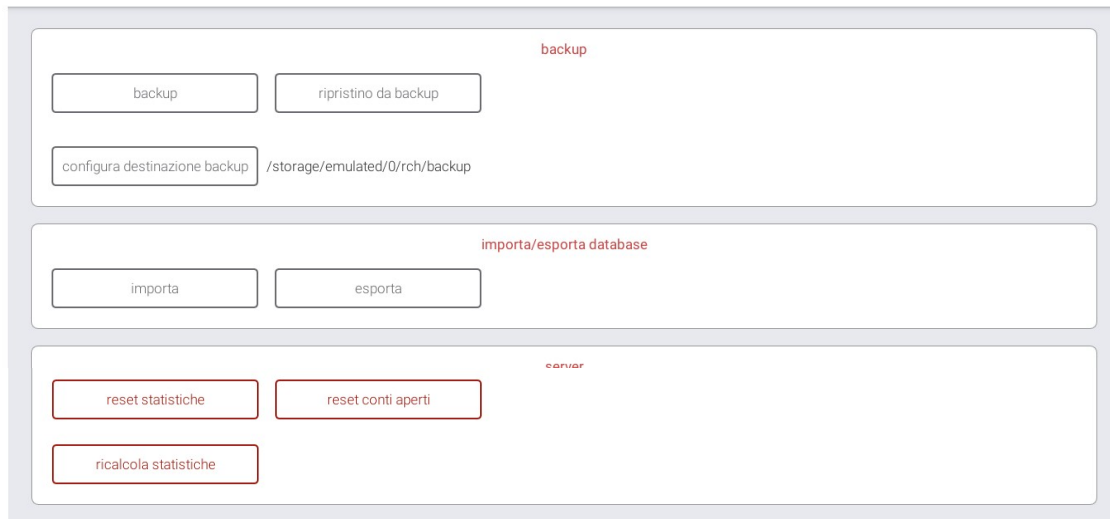 backup
backup ripristino da backup
configura destinazione backup /storage/emulated/0/rch/backup
importa/esporta database
importa esporta
server
reset statistiche reset conti aperti
ricalcola statistiche